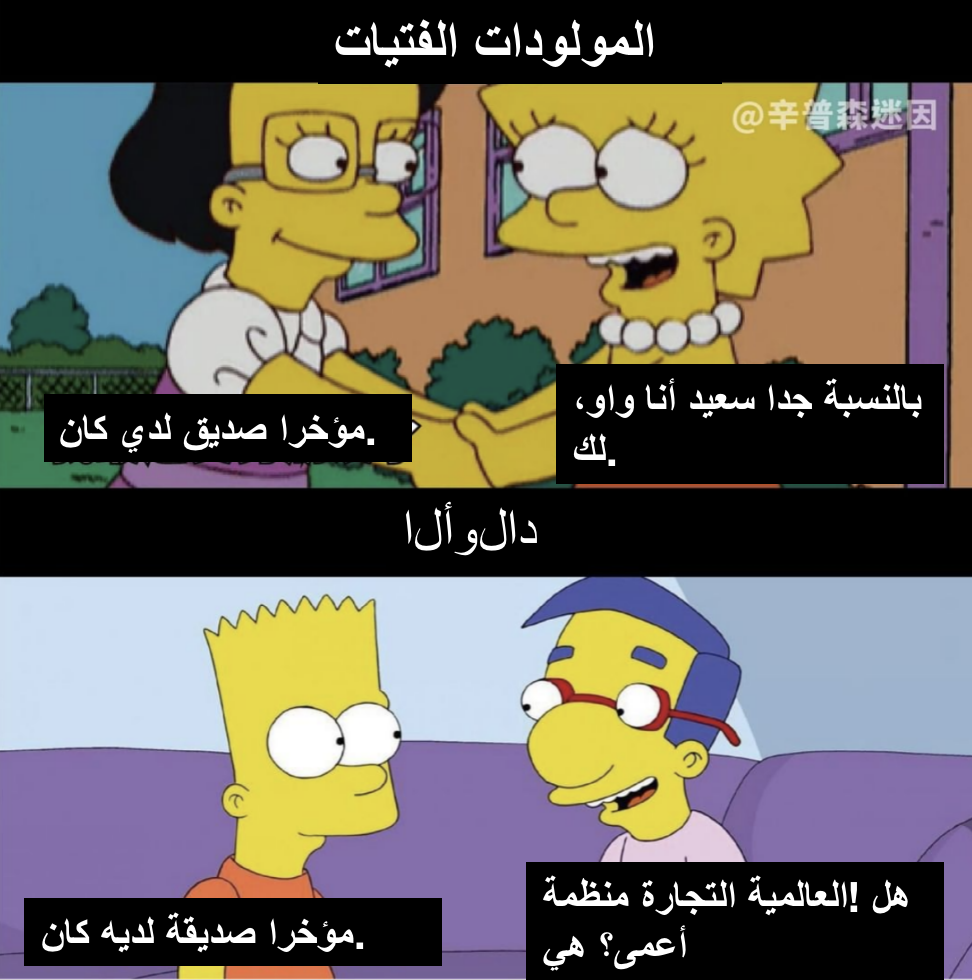 المولودات الفتيات
@辛普森迷因
بالنسبة جدا سعيد أنا واو،
.لك
.مؤخرا صديق لدي كان
دالوألا
هل !العالمية التجارة منظمة
أعمى؟ هي
.مؤخرا صديقة لديه كان